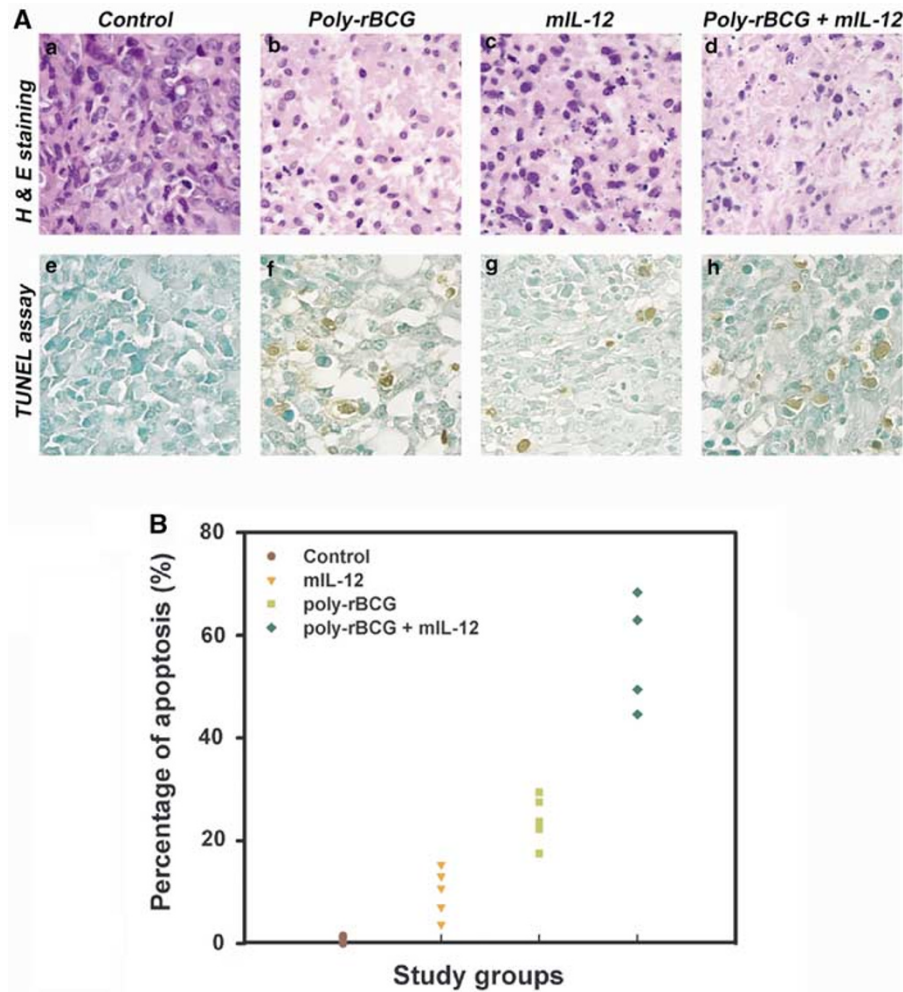 A
Control Poly-rBCG mIL-12 Poly-rBCG + mIL-12
H & E staining
a b c d
TUNEL assay
e f g h
B
Percentage of apoptosis (%)
80
60
40
20
0
Control
mIL-12
poly-rBCG
poly-rBCG + mIL-12
Study groups